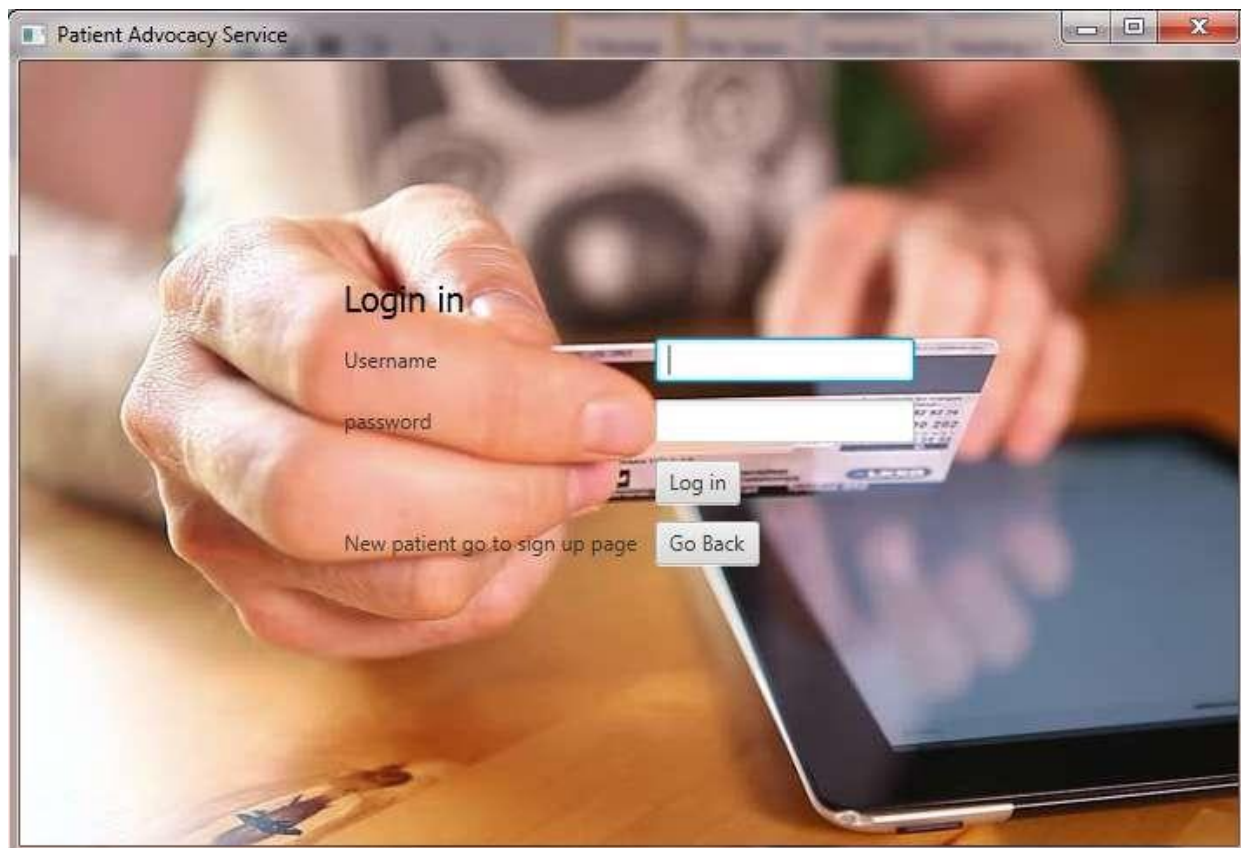 Patient Advocacy Service
Login in
Username
password
Log in
New patient go to sign up page Go Back